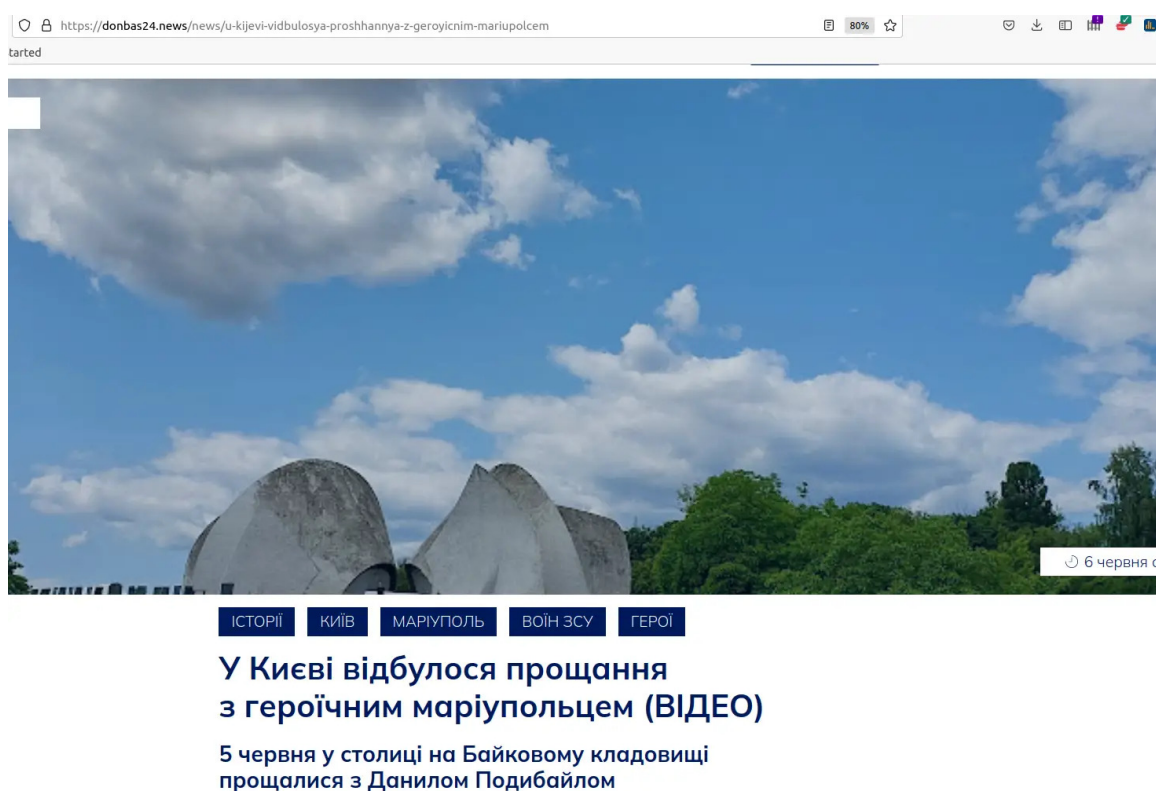 https://donbas24.news/news/u-kijevi-vidbulosya-proshhannya-z-geroyicnim-mariupolcem
80%
tarted
6 червня
ІСТОРІЇ КИЇВ МАРІУПОЛЬ ВОЇН ЗСУ ГЕРОЇ
У Києві відбулося прощання
з героїчним маріупольцем (ВІДЕО)
5 червня у столиці на Байковому кладовищі
прощалися з Данилом Подибайлом